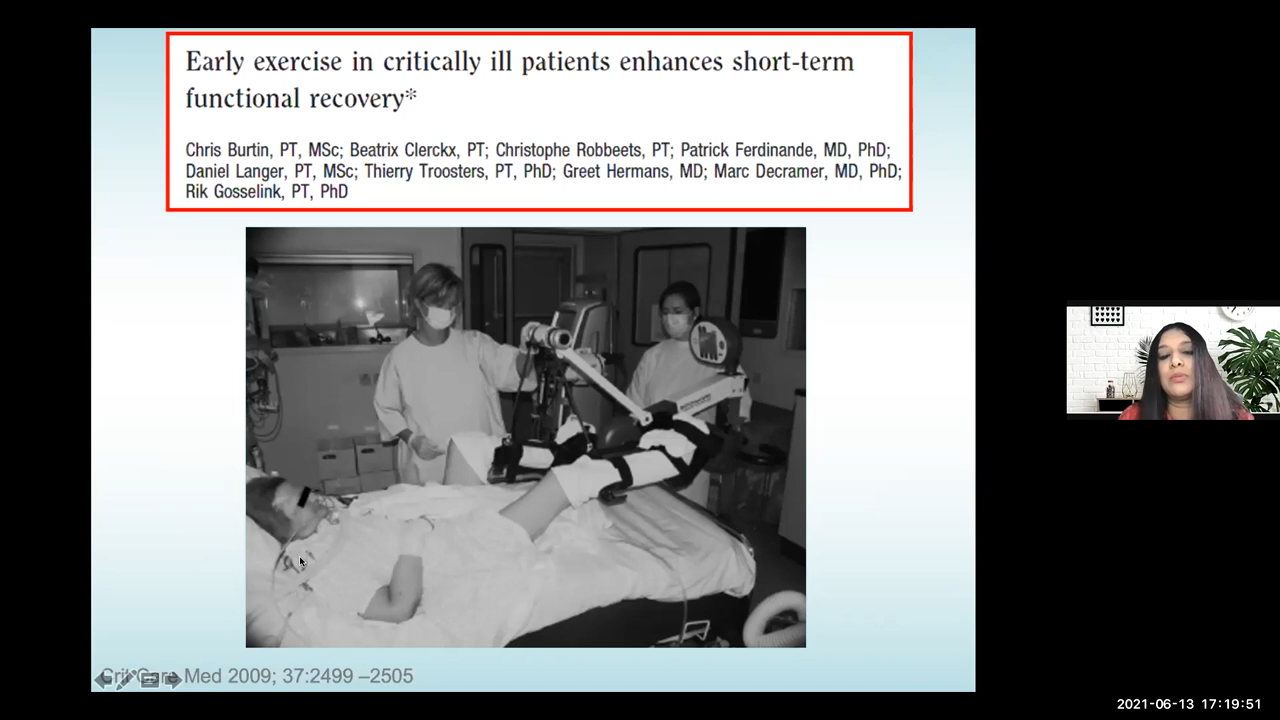 Early exercise in critically ill patients enhances short-term
functional recovery*
Chris Burtin, PT, MSc; Beatrix Clerckx, PT; Christophe Robbeets, PT; Patrick Ferdinande, MD, PhD;
Daniel Langer, PT, MSc; Thierry Troosters, PT, PhD; Greet Hermans, MD; Marc Decramer, MD, PhD;
Rik Gosselink, PT, PhD
Crit Care Med 2009; 37:2499 –2505
2021-06-13 17:19:51